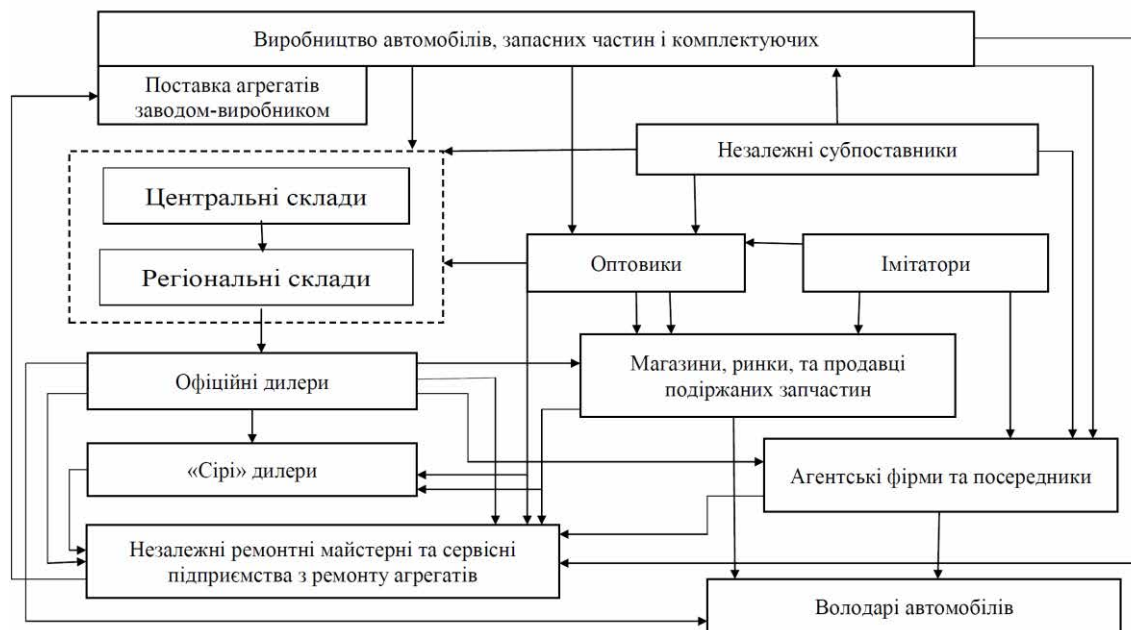 Виробництво автомобілів, запасних частин і комплектуючих
Поставка агрегатів
заводом-виробником
Незалежні субпоставники
Центральні склади
Регіональні склади
Оптовики
Імітатори
Офіційні дилери
Магазини, ринки, та продавці
подіржаних запчастин
«Сірі» дилери
Агентські фірми та посередники
Незалежні ремонтні майстерні та сервісні
підприємства з ремонту агрегатів
Володарі автомобілів